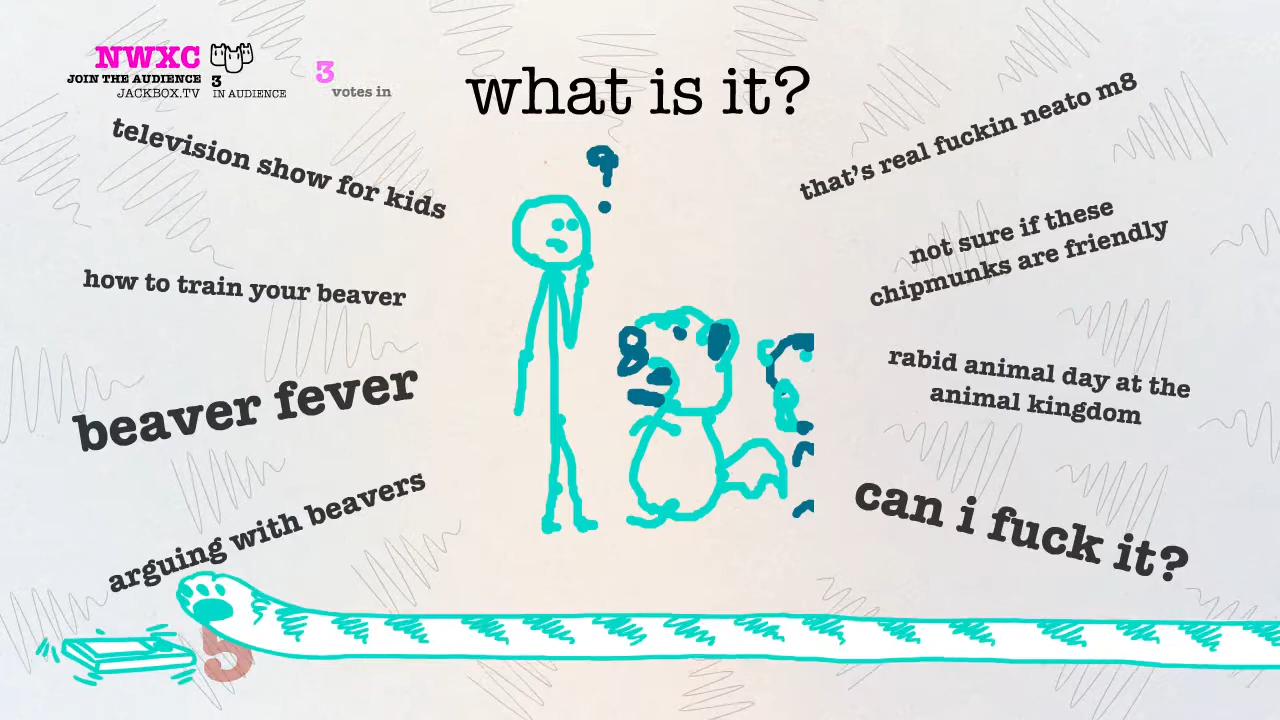 NWXC
JOIN THE AUDIENCE
JACKBOX.TV
3
IN AUDIENCE
3
votes in
what is it?
television show for kids
how to train your beaver
beaver fever
arguing with beavers
that's real fuckin neato m8
not sure if these
chipmunks are friendly
rabid animal day at the
animal kingdom
can i fuck it?
?
5